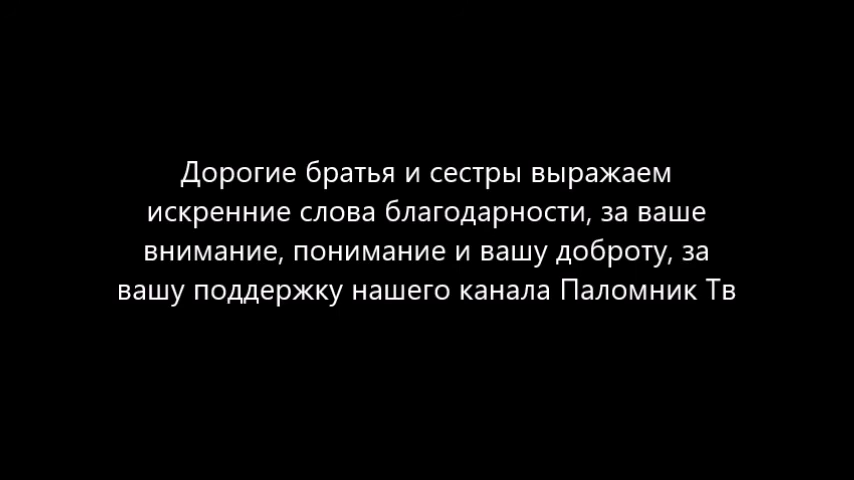 Дорогие братья и сестры выражаем
искренние слова благодарности, за ваше
внимание, понимание и вашу доброту, за
вашу поддержку нашего канала Паломник Тв